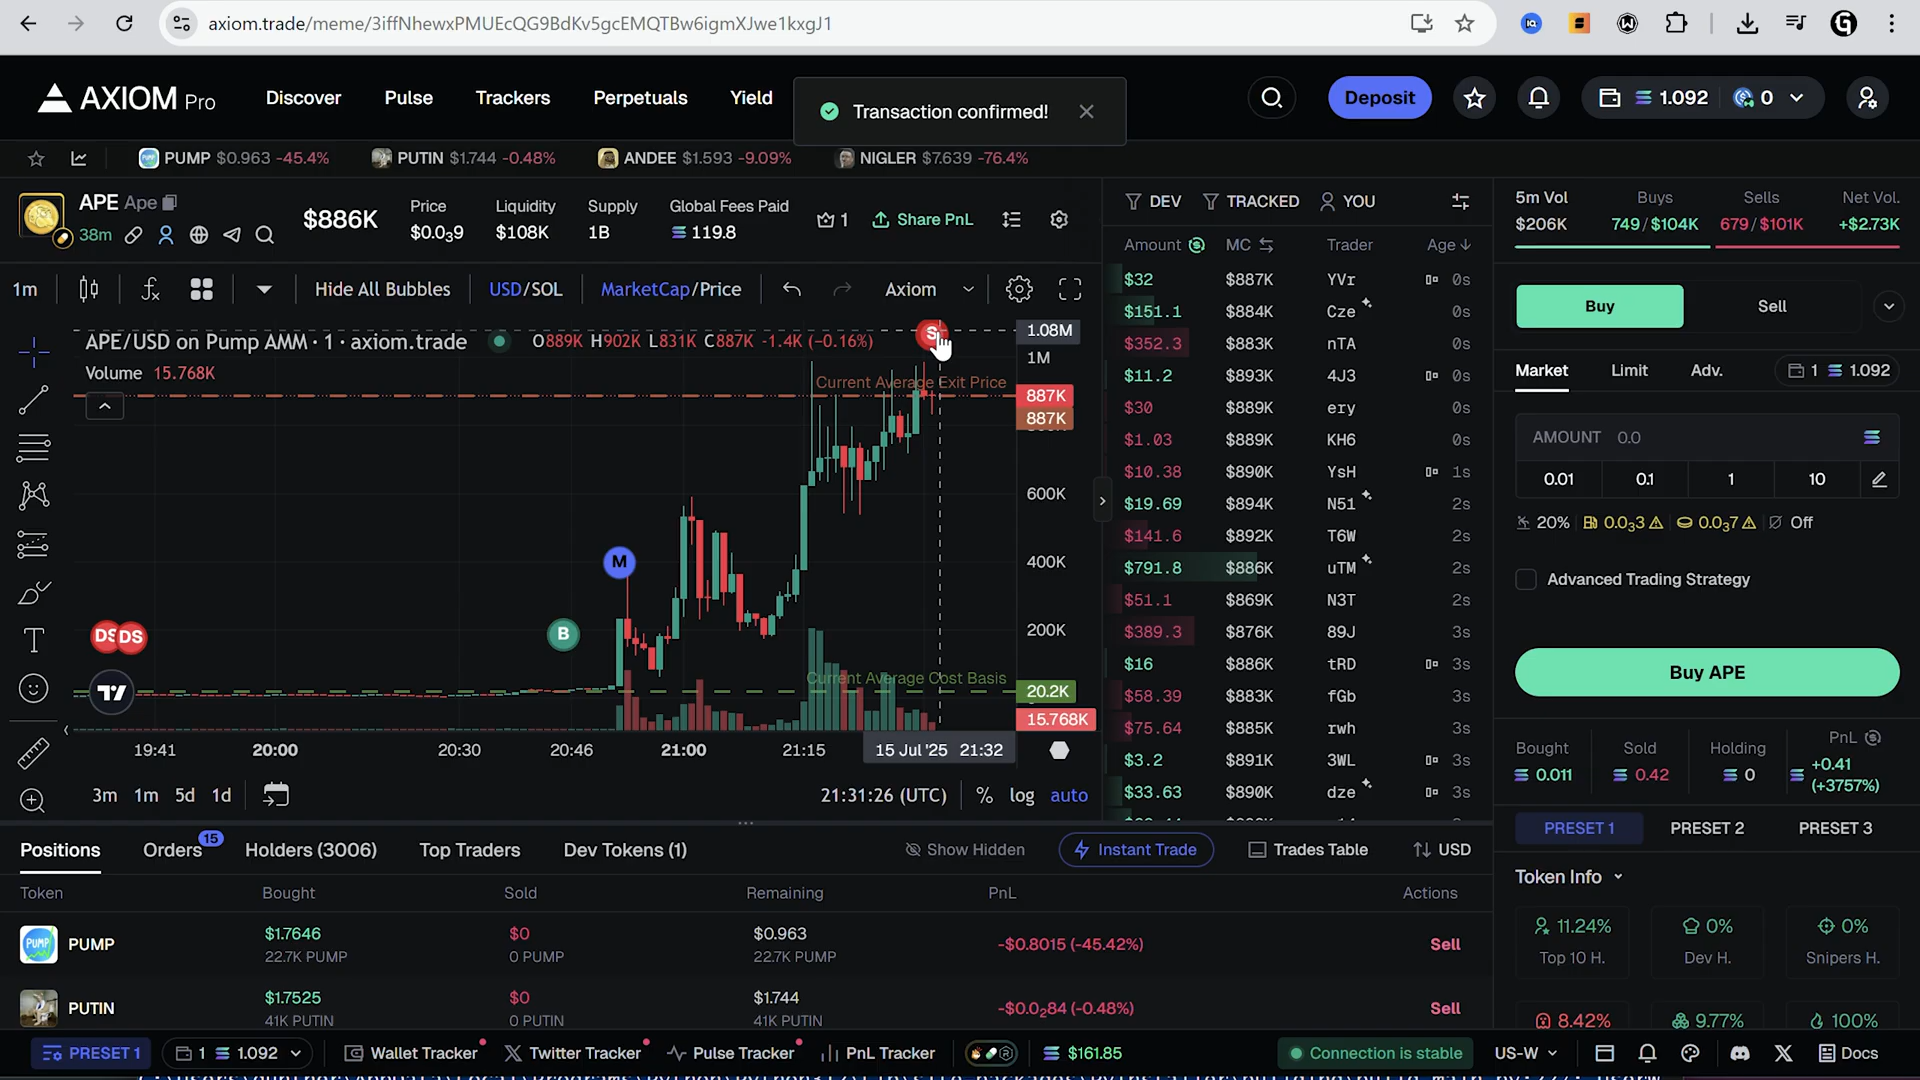 axiom.trade/meme/3iffNhewxPMUEcQG9BdKv5gcEMQTBw6igmXJwe1kxgJ1
AXIOM Pro
Discover
Pulse
Trackers
Perpetuals
Yield
Transaction confirmed!
Deposit
1.092
0
PUMP $0.963 -45.4%
PUTIN $1.744 -0.48%
ANDEE $1.593 -9.09%
NIGLER $7.639 -76.4%
APE Ape
38m
$886K
Price
$0.0₃9
Liquidity
$108K
Supply
1B
Global Fees Paid
119.8
1
Share PnL
1m
Hide All Bubbles
USD/SOL
MarketCap/Price
Axiom
APE/USD on Pump AMM · 1 · axiom.trade
O889K H902K L831K C887K -1.4K (-0.16%)
Volume 15.768K
S
Current Average Exit Price
M
B
DS DS
Current Average Cost Basis
1.08M
1M
887K
887K
600K
400K
200K
20.2K
15.768K
19:41
20:00
20:30
20:46
21:00
21:15
15 Jul '25 21:32
3m
1m
5d
1d
21:31:26 (UTC)
%
log
auto
DEV
TRACKED
YOU
Amount
MC
Trader
Age
$32 $887K YVr 0s
$151.1 $884K Cze 0s
$352.3 $883K nTA 0s
$11.2 $893K 4J3 0s
$30 $889K ery 0s
$1.03 $889K KH6 0s
$10.38 $890K YsH 1s
$19.69 $894K N51 2s
$141.6 $892K T6W 2s
$791.8 $886K uTM 2s
$51.1 $869K N3T 2s
$389.3 $876K 89J 3s
$16 $886K tRD 3s
$58.39 $883K fGb 3s
$75.64 $885K rwh 3s
$3.2 $891K 3WL 3s
$33.63 $890K dze 3s
5m Vol
$206K
Buys
749/$104K
Sells
679/$101K
Net Vol.
+$2.73K
Buy
Sell
Market
Limit
Adv.
1 1.092
AMOUNT 0.0
0.01
0.1
1
10
20%
0.0₃3
0.0₃7
Off
Advanced Trading Strategy
Buy APE
Bought
0.011
Sold
0.42
Holding
0
PnL
+0.41
(+3757%)
PRESET 1
PRESET 2
PRESET 3
Token Info
11.24%
Top 10 H.
0%
Dev H.
0%
Snipers H.
8.42%
9.77%
100%
Positions
Orders 15
Holders (3006)
Top Traders
Dev Tokens (1)
Show Hidden
Instant Trade
Trades Table
USD
Token
Bought
Sold
Remaining
PnL
Actions
PUMP
$1.7646
22.7K PUMP
$0
0 PUMP
$0.963
22.7K PUMP
-$0.8015 (-45.42%)
Sell
PUTIN
$1.7525
41K PUTIN
$0
0 PUTIN
$1.744
41K PUTIN
-$0.0₂84 (-0.48%)
Sell
PRESET 1
1 1.092
Wallet Tracker
Twitter Tracker
Pulse Tracker
PnL Tracker
$161.85
Connection is stable
US-W
Docs